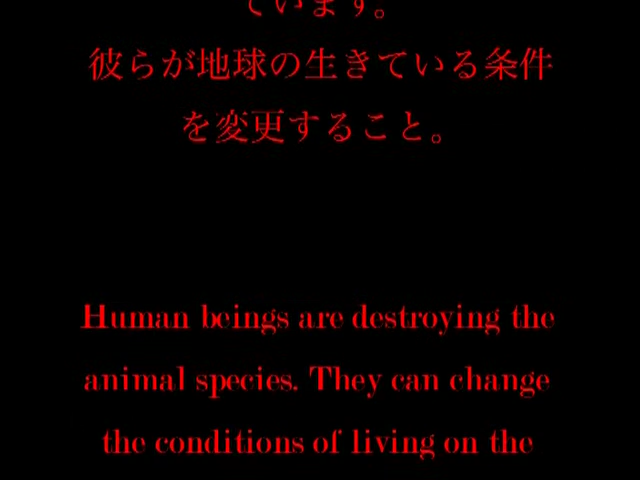 ています。
彼らが地球の生きている条件
を変更すること。
Human beings are destroying the
animal species. They can change
the conditions of living on the